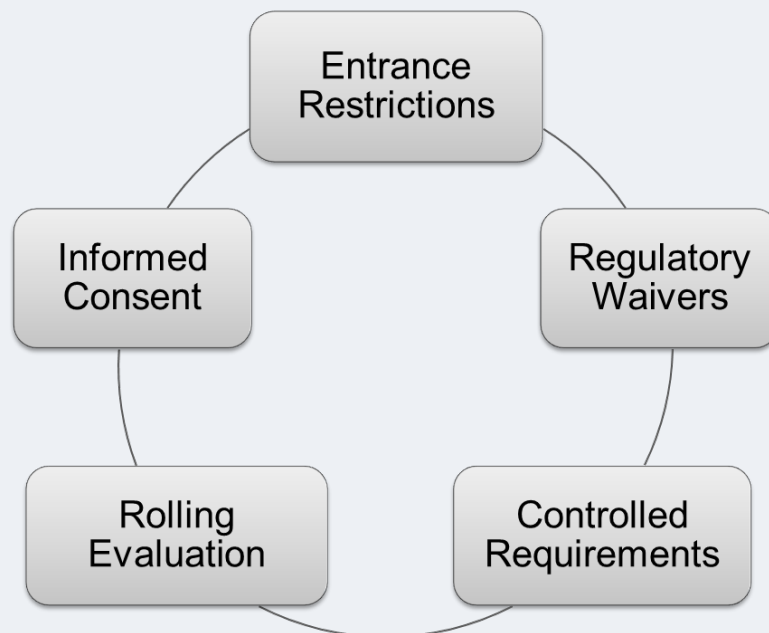 Entrance
Restrictions
Informed
Consent
Regulatory
Waivers
Rolling
Evaluation
Controlled
Requirements